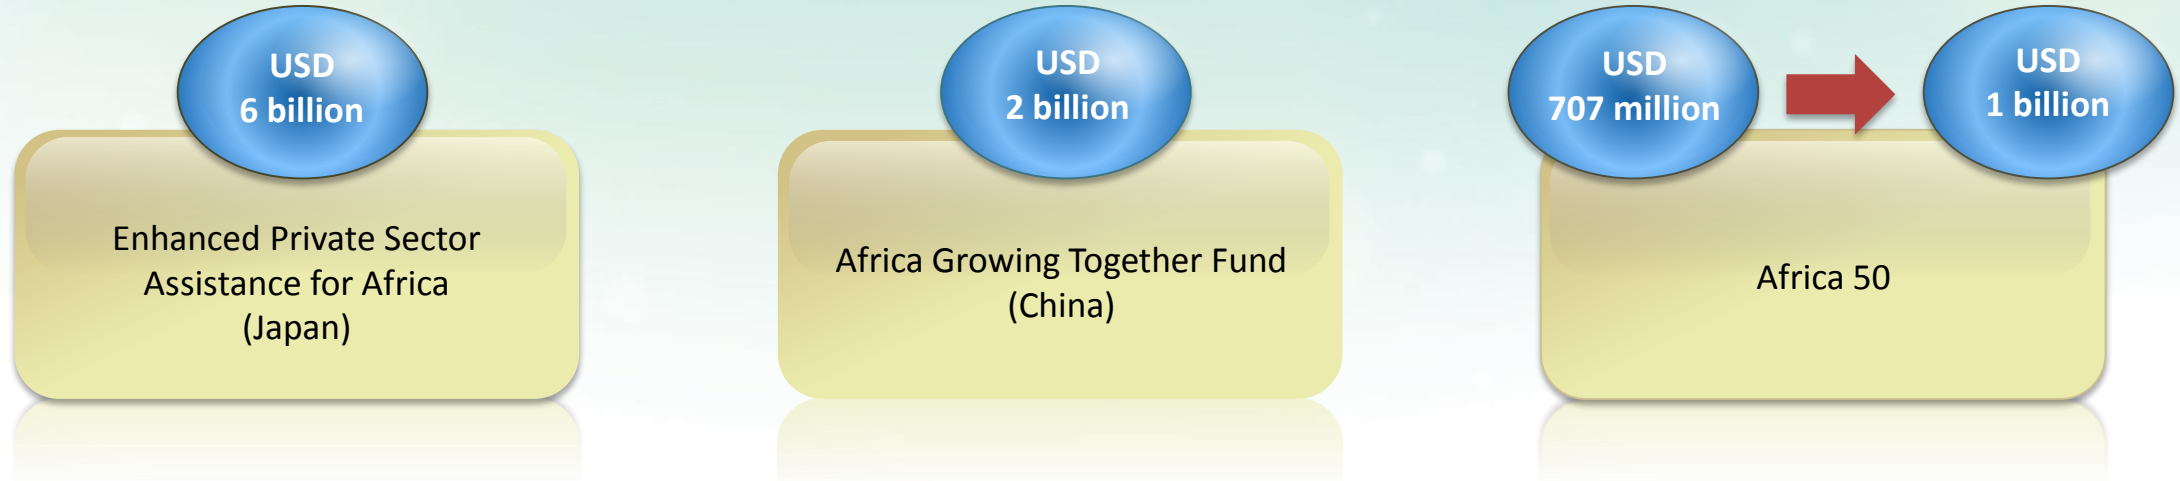 USD
6 billion
Enhanced Private Sector
Assistance for Africa
(Japan)
USD
2 billion
Africa Growing Together Fund
(China)
USD
707 million
USD
1 billion
Africa 50